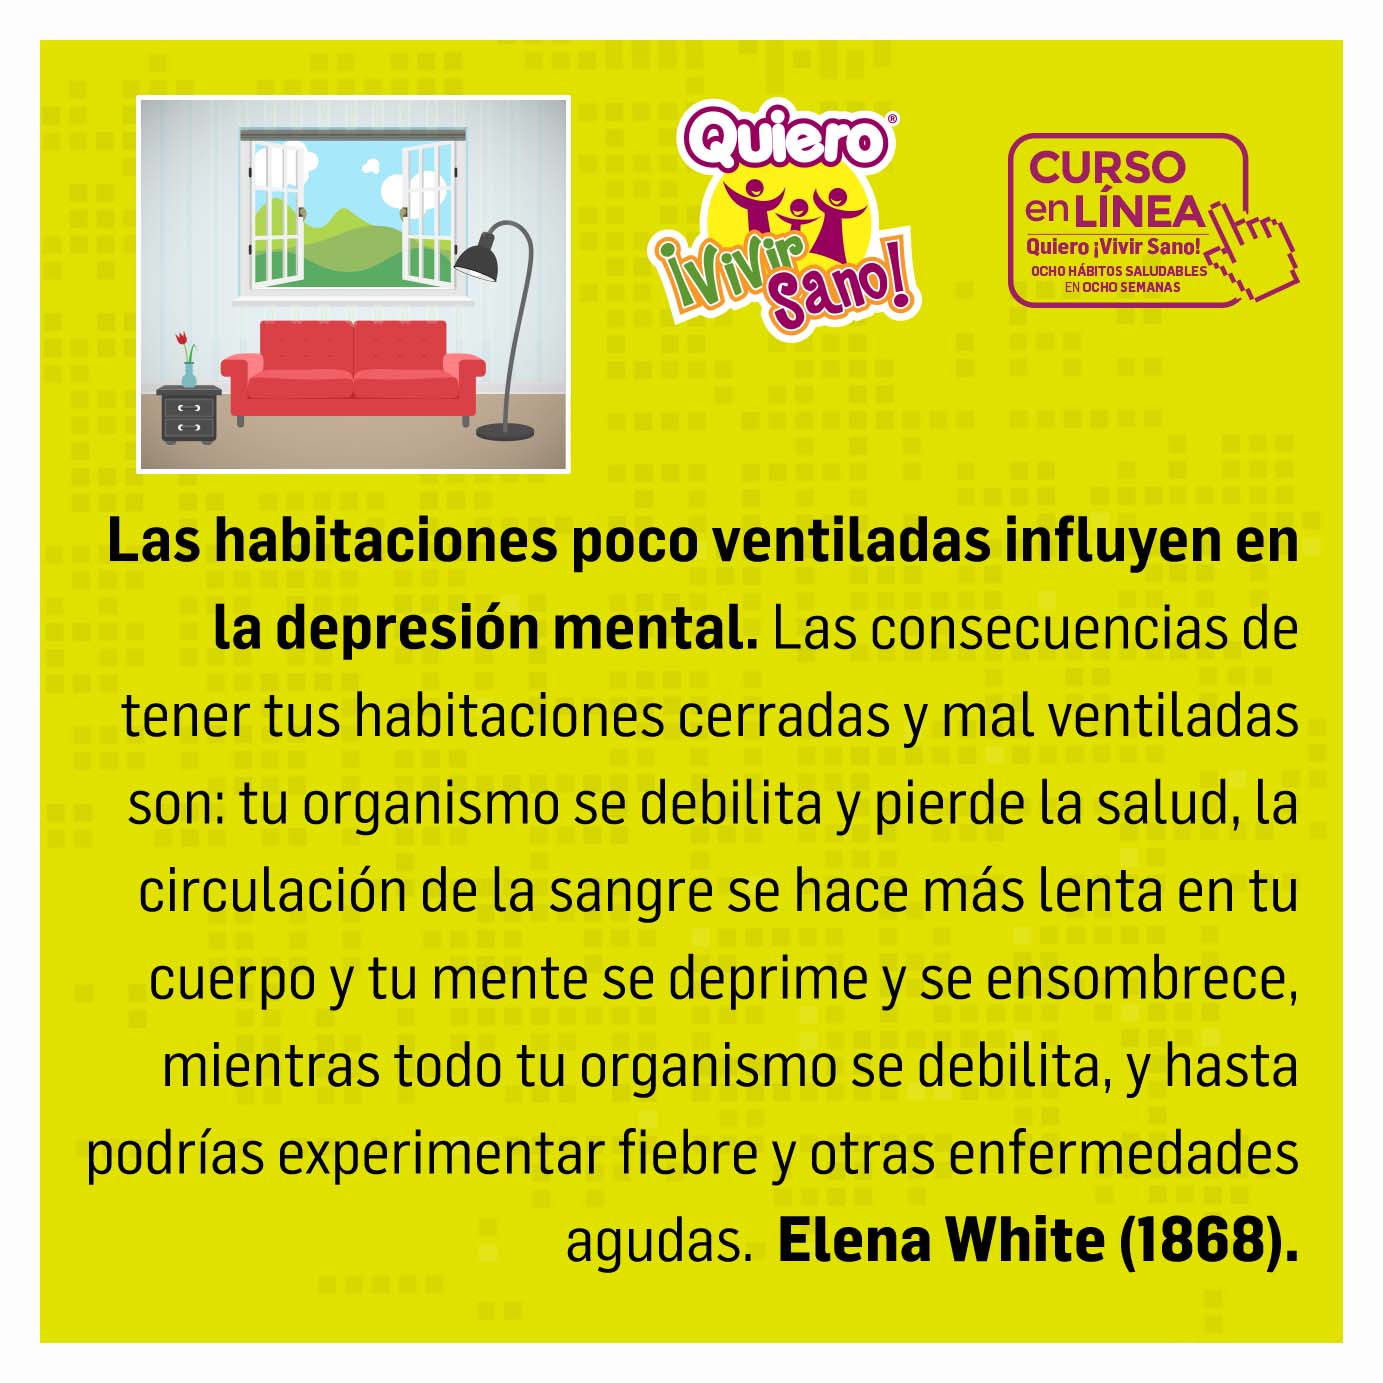 Quiero®
¡Vivir
Sano!
CURSO
en LÍNEA
Quiero ¡Vivir Sano!
OCHO HÁBITOS SALUDABLES
EN OCHO SEMANAS
Las habitaciones poco ventiladas influyen en
la depresión mental. Las consecuencias de
tener tus habitaciones cerradas y mal ventiladas
son: tu organismo se debilita y pierde la salud, la
circulación de la sangre se hace más lenta en tu
cuerpo y tu mente se deprime y se ensombrece,
mientras todo tu organismo se debilita, y hasta
podrías experimentar fiebre y otras enfermedades
agudas. Elena White (1868).